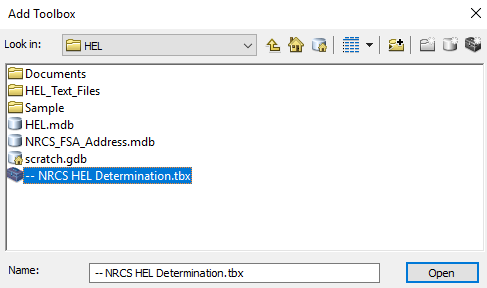 Add Toolbox
Look in: HEL
Documents
HEL_Text_Files
Sample
HEL.mdb
NRCS_FSA_Address.mdb
scratch.gdb
-- NRCS HEL Determination.tbx
Name: -- NRCS HEL Determination.tbx Open